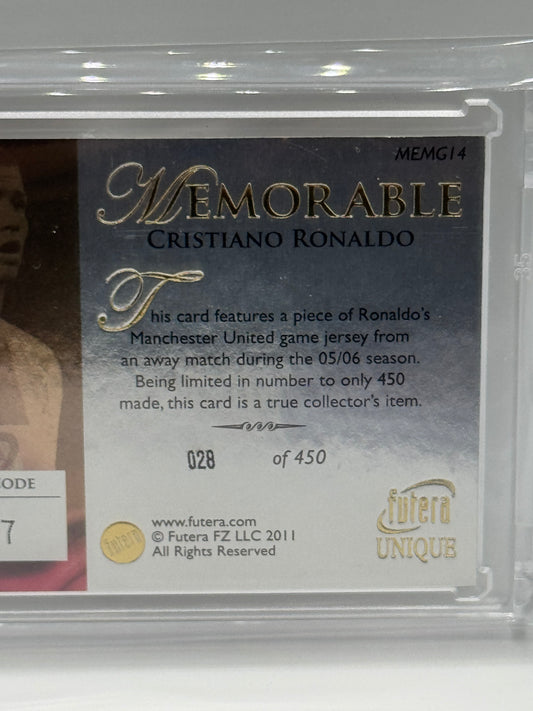 MEMG14
MEMORABLE
CRISTIANO RONALDO
This card features a piece of Ronaldo's
Manchester United game jersey from
an away match during the 05/06 season.
Being limited in number to only 450
made, this card is a true collector's item.
028 of 450
ODE
7
futera
UNIQUE
futera
www.futera.com
© Futera FZ LLC 2011
All Rights Reserved
35